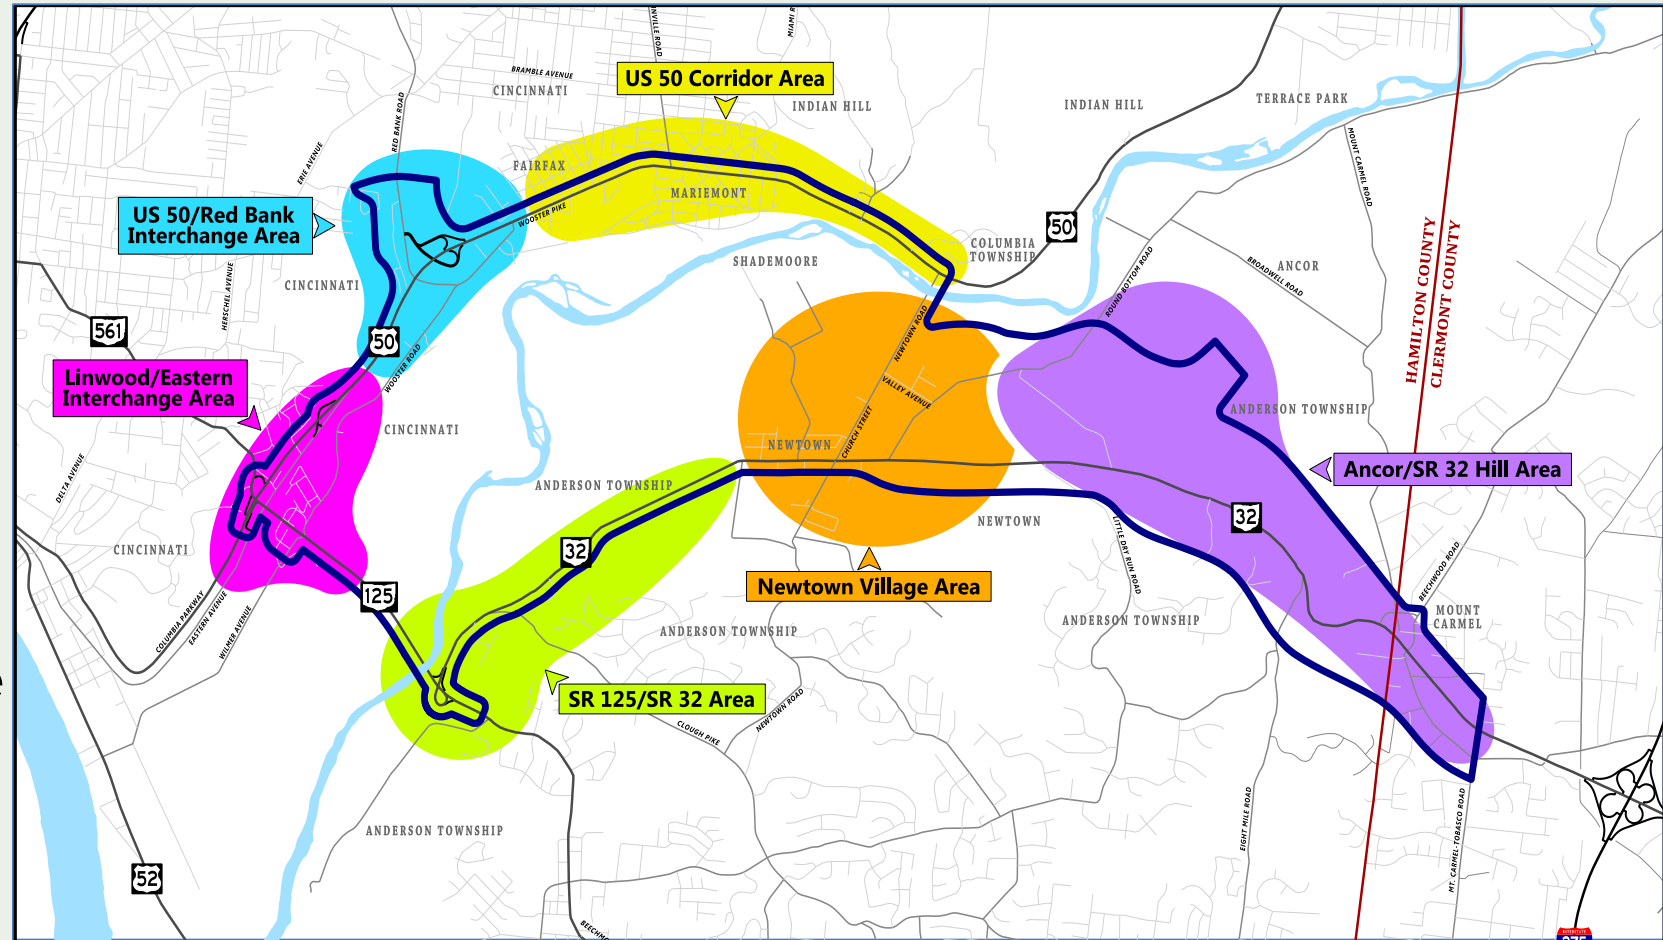 BRAMBLE AVENUE
CINCINNATI
US 50 Corridor Area
INDIAN HILL
INDIAN HILL
TERRACE PARK
RED BANK ROAD
ERIE AVENUE
FAIRFAX
MARIEMONT
WOOSTER PIKE
MOUNT CARMEL ROAD
US 50/Red Bank
Interchange Area
50
COLUMBIA
TOWNSHIP
SHADEMOORE
ROUND BOTTOM ROAD
BROADWELL ROAD
ANCOR
HAMILTON COUNTY
CLERMONT COUNTY
CINCINNATI
HERSCHEL AVENUE
561
50
NEWTOWN ROAD
WOOSTER ROAD
Linwood/Eastern
Interchange Area
VALLEY AVENUE
ANDERSON TOWNSHIP
CINCINNATI
CHURCH STREET
NEWTOWN
Ancor/SR 32 Hill Area
DELTA AVENUE
ANDERSON TOWNSHIP
NEWTOWN
32
CINCINNATI
32
LITTLE DRY RUN ROAD
BEECHWOOD ROAD
Newtown Village Area
125
COLUMBIA PARKWAY
EASTERN AVENUE
WILMER AVENUE
ANDERSON TOWNSHIP
ANDERSON TOWNSHIP
MOUNT
CARMEL
SR 125/SR 32 Area
NEWTOWN ROAD
CLOUGH PIKE
ANDERSON TOWNSHIP
EIGHT MILE ROAD
MT. CARMEL-TOBASCO ROAD
52
INTERSTATE
275